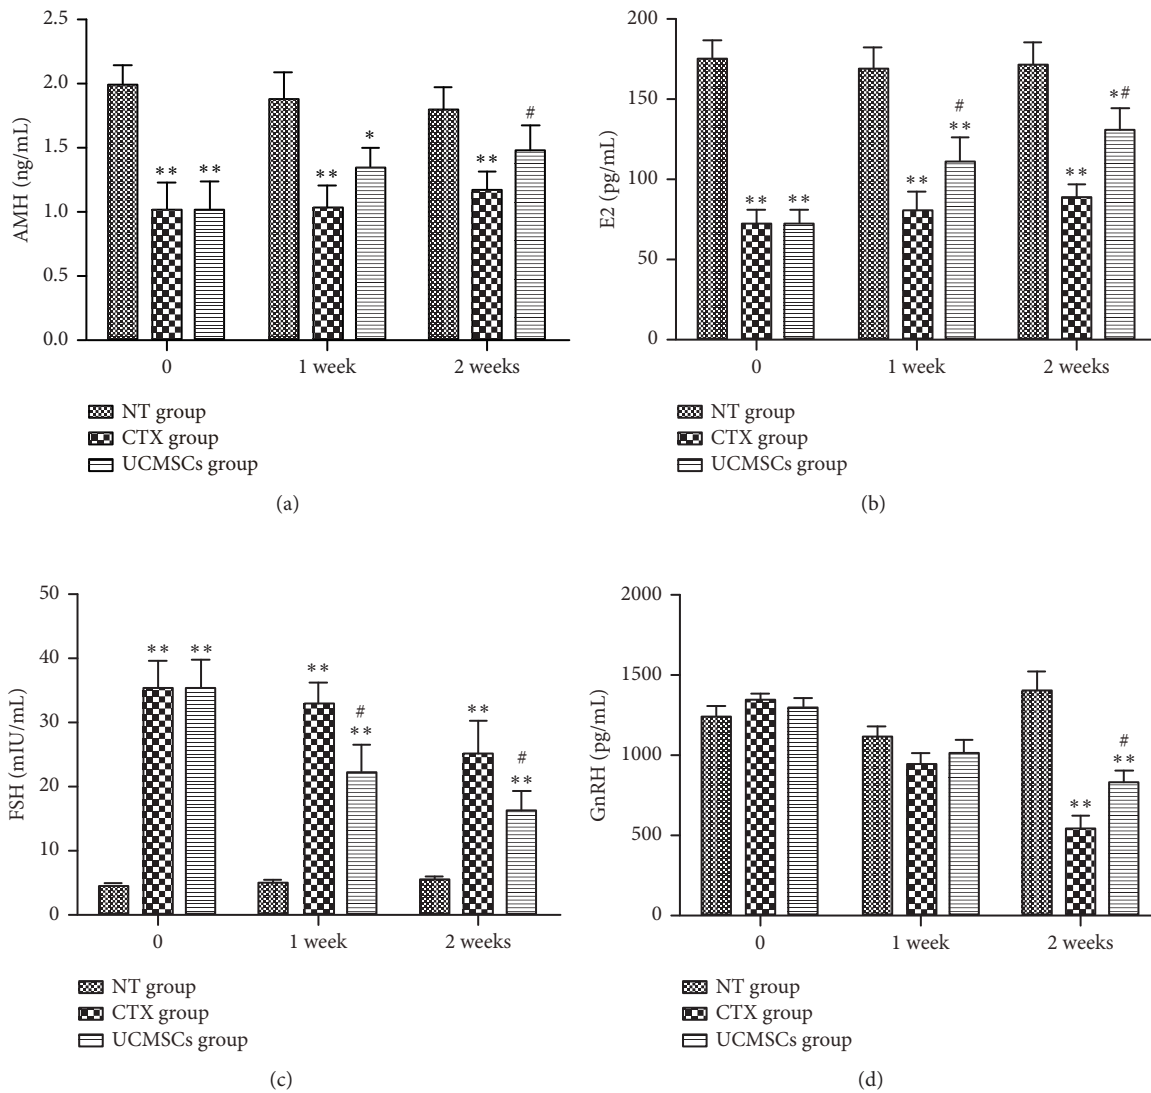 2.5
2.0
1.5
1.0
0.5
0.0
AMH (ng/mL)
** **
** *
** #
0 1 week 2 weeks
NT group
CTX group
UCMSCs group
(a)
200
150
100
50
0
E2 (pg/mL)
** **
#
** **
** *#
0 1 week 2 weeks
NT group
CTX group
UCMSCs group
(b)
50
40
30
20
10
0
FSH (mIU/mL)
** **
**
#
**
**
#
**
0 1 week 2 weeks
NT group
CTX group
UCMSCs group
(c)
2000
1500
1000
500
0
GnRH (pg/mL)
#
**
**
0 1 week 2 weeks
NT group
CTX group
UCMSCs group
(d)